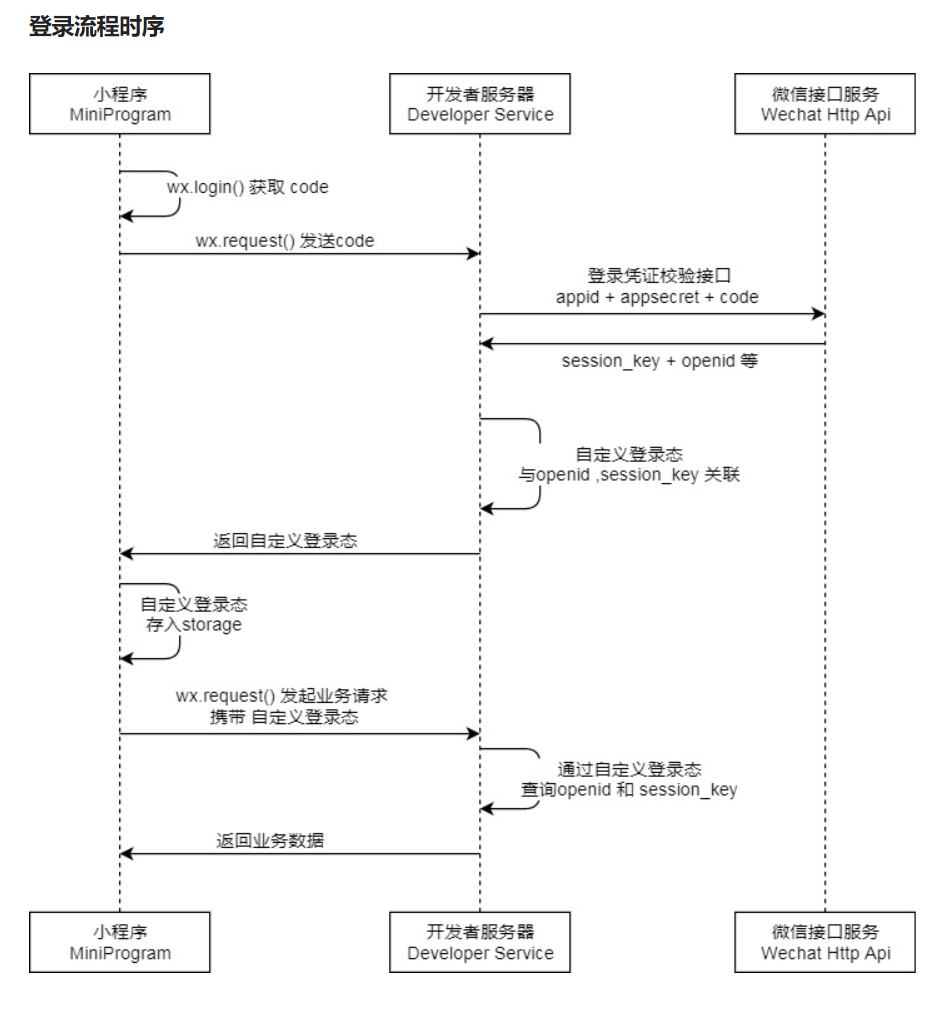 登录流程时序
小程序
MiniProgram
开发者服务器
Developer Service
微信接口服务
Wechat Http Api
wx.login() 获取 code
wx.request() 发送code
登录凭证校验接口
appid + appsecret + code
session_key + openid 等
自定义登录态
与openid ,session_key 关联
返回自定义登录态
自定义登录态
存入storage
wx.request() 发起业务请求
携带 自定义登录态
通过自定义登录态
查询openid 和 session_key
返回业务数据
小程序
MiniProgram
开发者服务器
Developer Service
微信接口服务
Wechat Http Api